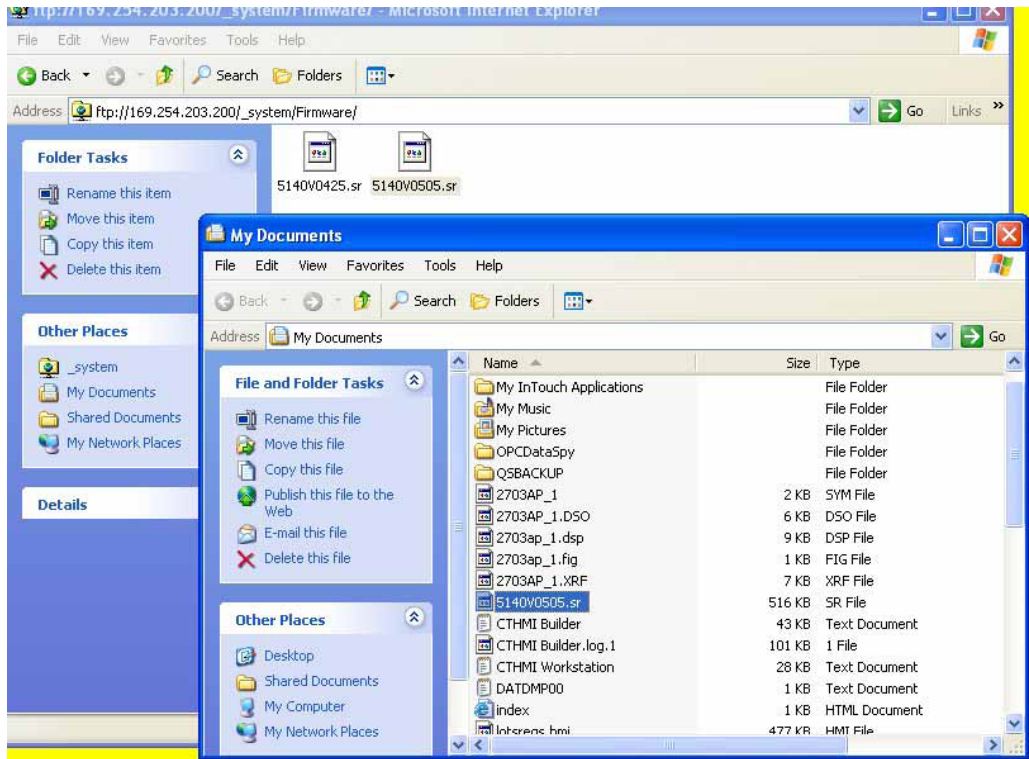 ftp://169.254.203.200/_system/Firmware/ - Microsoft Internet Explorer
File Edit View Favorites Tools Help
Back Search Folders
Address ftp://169.254.203.200/_system/Firmware/ Go Links »
Folder Tasks
Rename this item
Move this item
Copy this item
Delete this item
Other Places
_system
My Documents
Shared Documents
My Network Places
Details
5140V0425.sr 5140V0505.sr
My Documents
File Edit View Favorites Tools Help
Back Search Folders
Address My Documents Go
File and Folder Tasks
Rename this file
Move this file
Copy this file
Publish this file to the
Web
E-mail this file
Delete this file
Other Places
Desktop
Shared Documents
My Computer
My Network Places
Name Size Type
My InTouch Applications File Folder
My Music File Folder
My Pictures File Folder
OPCDataSpy File Folder
QSBACKUP File Folder
2703AP_1 2 KB SYM File
2703AP_1.DSO 6 KB DSO File
2703ap_1.dsp 9 KB DSP File
2703ap_1.fig 1 KB FIG File
2703AP_1.XRF 7 KB XRF File
5140V0505.sr 516 KB SR File
CTHMI Builder 43 KB Text Document
CTHMI Builder.log.1 101 KB 1 File
CTHMI Workstation 28 KB Text Document
DATDMP00 1 KB Text Document
index 1 KB HTML Document
lotsregs.hmi 477 KB HMI File